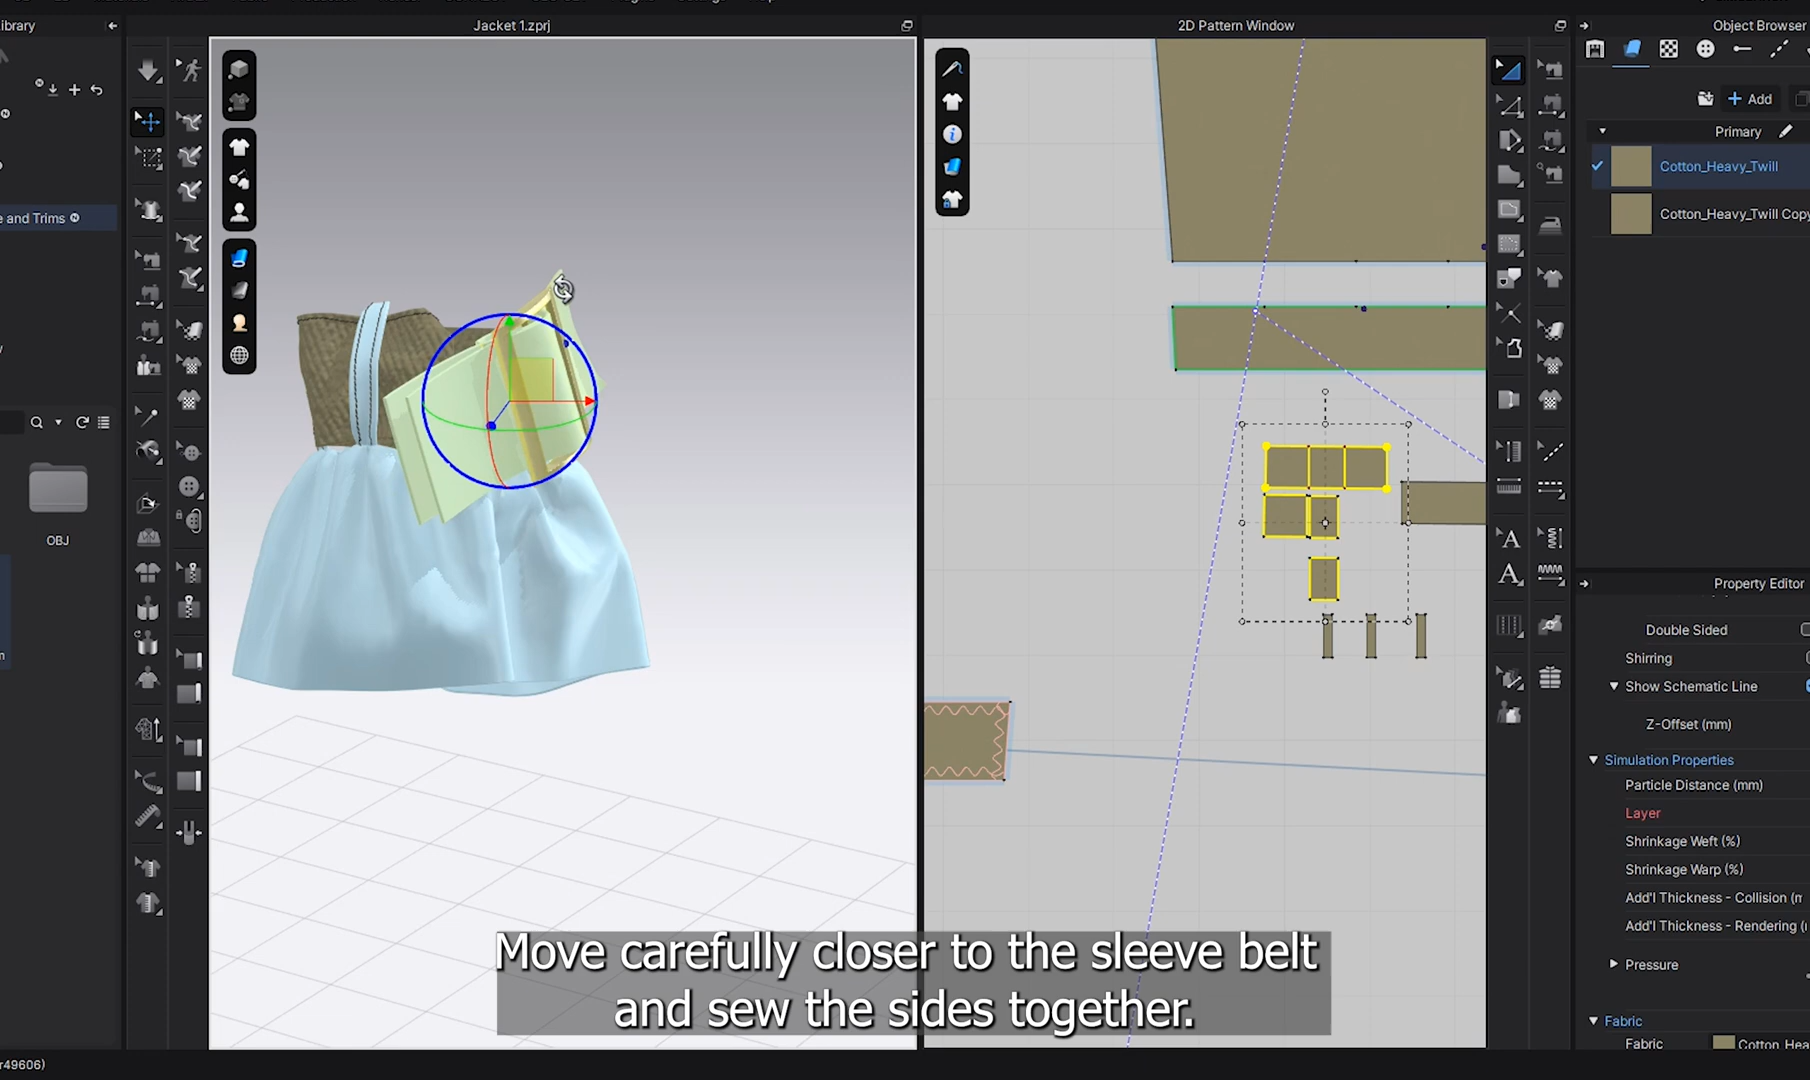 Library
Jacket 1.zprj
2D Pattern Window
Object Browser
Add
Primary
Cotton_Heavy_Twill
e and Trims
Cotton_Heavy_Twill Copy
OBJ
Property Editor
Double Sided
Shirring
Show Schematic Line
Z-Offset (mm)
Simulation Properties
Particle Distance (mm)
Layer
Shrinkage Weft (%)
Shrinkage Warp (%)
Add'l Thickness - Collision (m
Add'l Thickness - Rendering (
Pressure
Move carefully closer to the sleeve belt
and sew the sides together.
Fabric
Fabric
Cotton_Hea
r49606)